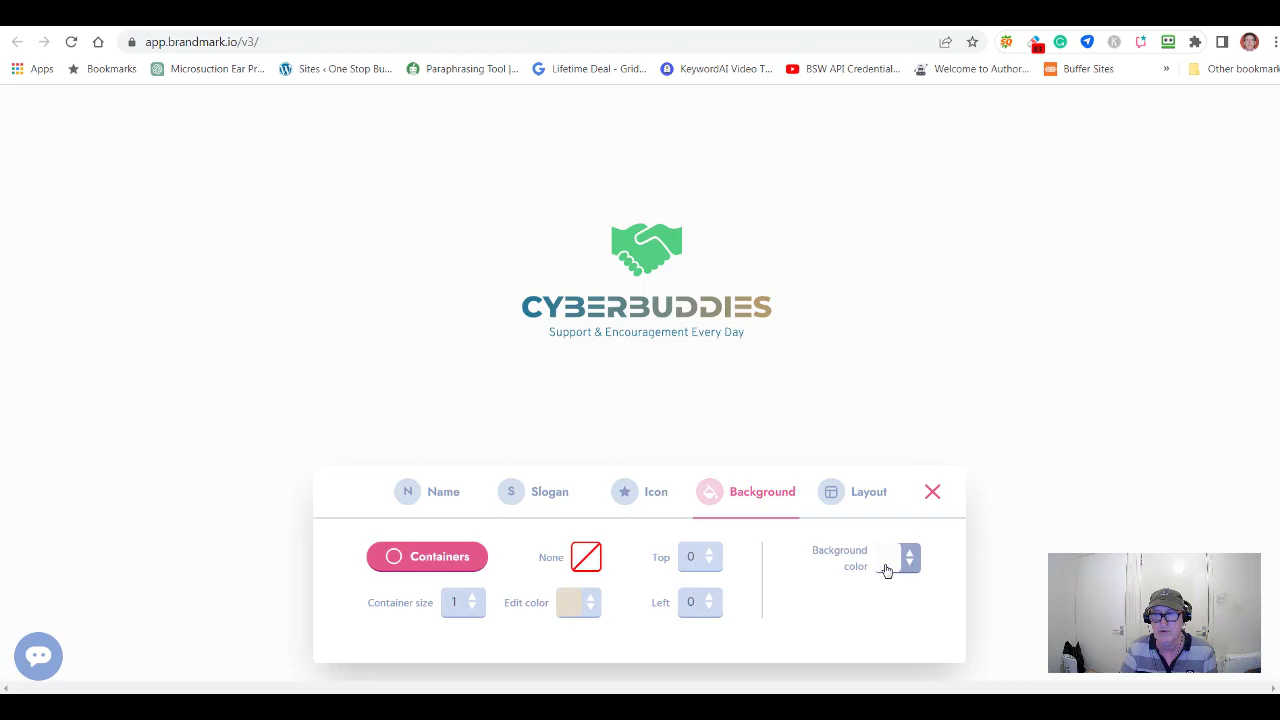 app.brandmark.io/v3/
83
Apps
Bookmarks
Microsuction Ear Pr...
Sites ‹ One Stop Bu...
Paraphrasing Tool |...
Lifetime Deal - Grid...
KeywordAI Video T...
BSW API Credential...
Welcome to Author...
Buffer Sites
»
Other bookmark
CYBERBUDDIES
Support & Encouragement Every Day
N Name
S Slogan
Icon
Background
Layout
Containers
None
Top 0
Background
color
Container size 1
Edit color
Left 0